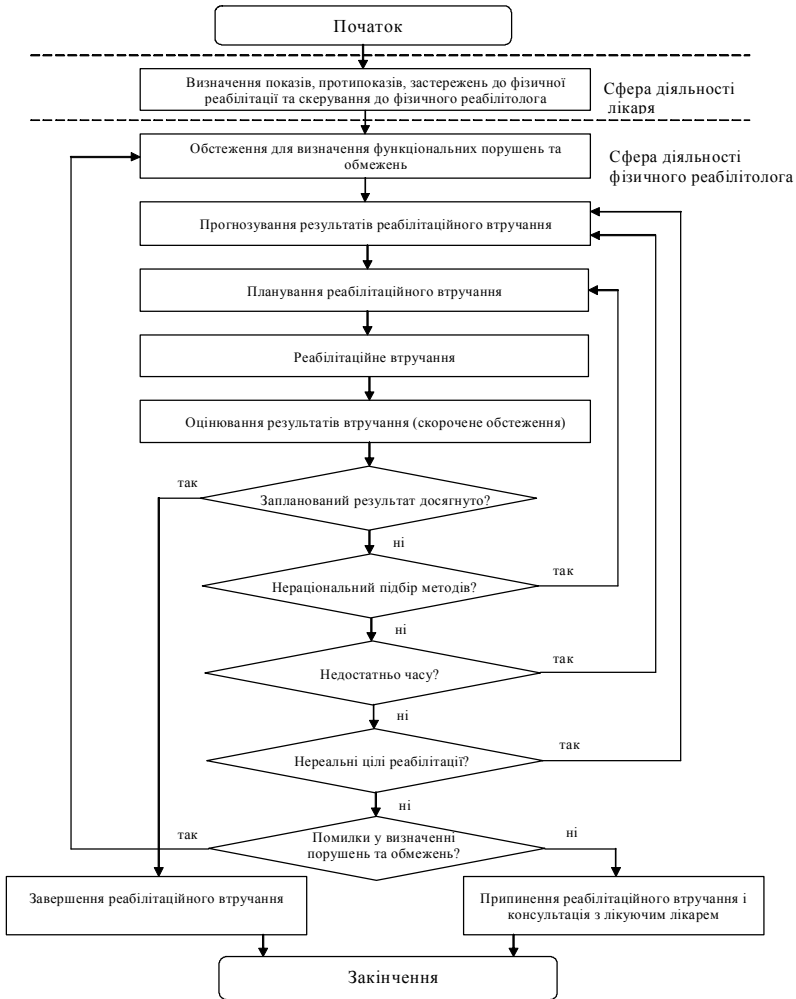 Початок
Визначення показів, протипоказів, застережень до фізичної
реабілітації та скерування до фізичного реабілітолога
Сфера діяльності
лікаря
Обстеження для визначення функціональних порушень та
обмежень
Сфера діяльності
фізичного реабілітолога
Прогнозування результатів реабілітаційного втручання
Планування реабілітаційного втручання
Реабілітаційне втручання
Оцінювання результатів втручання (скорочене обстеження)
так
Запланований результат досягнуто?
ні
Нераціональний підбір методів?
так
ні
Недостатньо часу?
так
ні
Нереальні цілі реабілітації?
так
ні
так
Помилки у визначенні
порушень та обмежень?
ні
Завершення реабілітаційного втручання
Припинення реабілітаційного втручання і
консультація з лікуючим лікарем
Закінчення